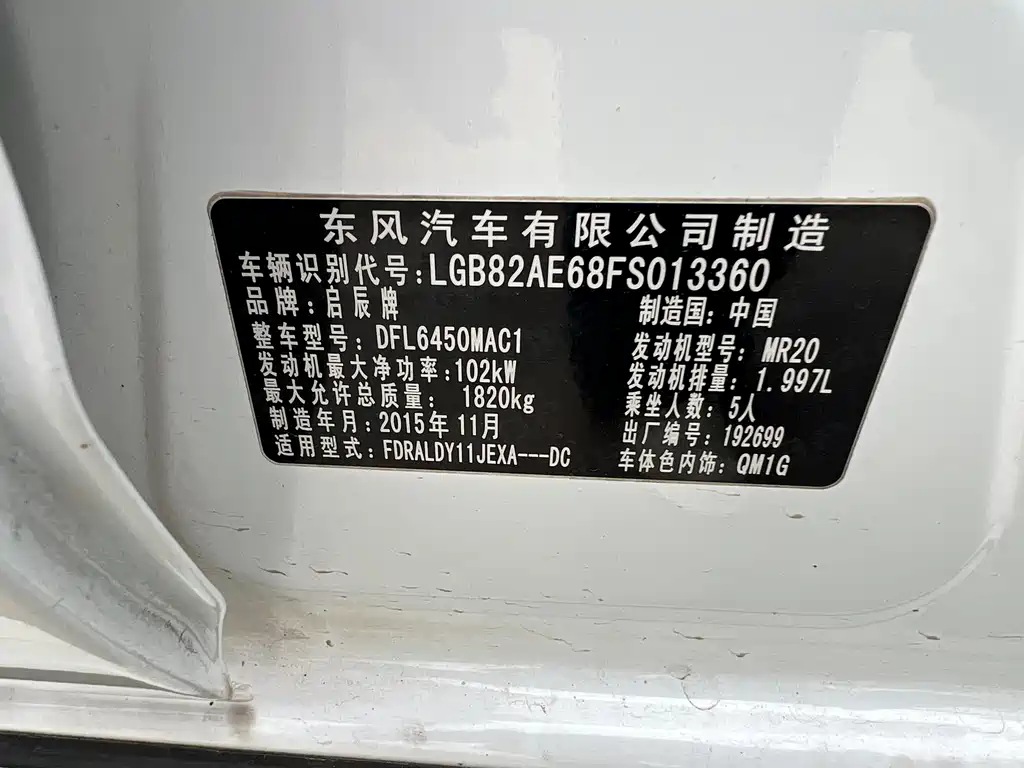 东风汽车有限公司制造
车辆识别代号:LGB82AE68FS013360
品牌:启辰牌 制造国:中国
整车型号:DFL6450MAC1 发动机型号:MR20
发动机最大净功率:102kW 发动机排量:1.997L
最大允许总质量:1820kg 乘坐人数:5人
制造年月:2015年11月 出厂编号:192699
适用型式:FDRALDY11JEXA---DC 车体色内饰:QM1G